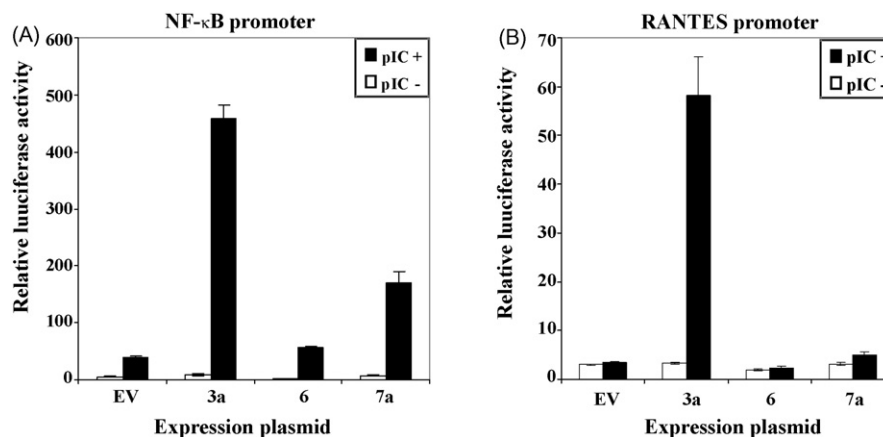 (A)
NF-κB promoter
Relative luuciferase activity
600
500
400
300
200
100
0
pIC +
pIC -
EV 3a 6 7a
Expression plasmid
(B)
RANTES promoter
Relative luuciferase activity
70
60
50
40
30
20
10
0
pIC +
pIC -
EV 3a 6 7a
Expression plasmid